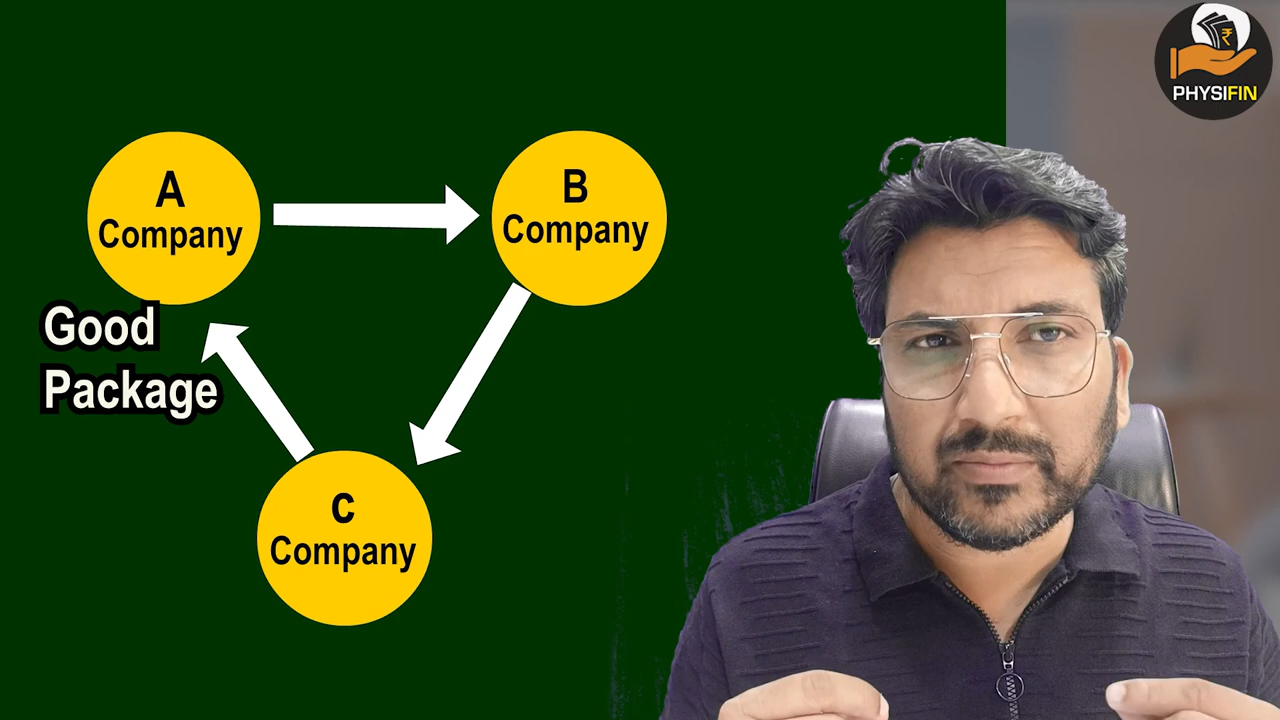 A
Company
B
Company
Good
Package
C
Company
₹
PHYSIFIN